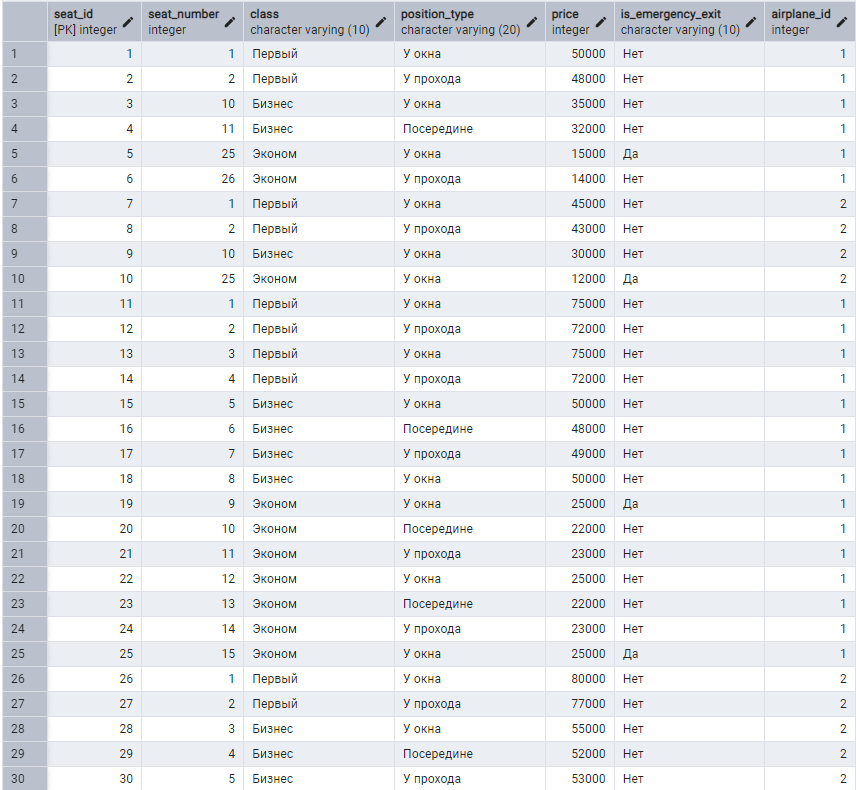 seat_id seat_number class position_type price is_emergency_exit airplane_id
[PK] integer integer character varying (10) character varying (20) integer character varying (10) integer
1 1 1 Первый У окна 50000 Нет 1
2 2 2 Первый У прохода 48000 Нет 1
3 3 10 Бизнес У окна 35000 Нет 1
4 4 11 Бизнес Посередине 32000 Нет 1
5 5 25 Эконом У окна 15000 Да 1
6 6 26 Эконом У прохода 14000 Нет 1
7 7 1 Первый У окна 45000 Нет 2
8 8 2 Первый У прохода 43000 Нет 2
9 9 10 Бизнес У окна 30000 Нет 2
10 10 25 Эконом У окна 12000 Да 2
11 11 1 Первый У окна 75000 Нет 1
12 12 2 Первый У прохода 72000 Нет 1
13 13 3 Первый У окна 75000 Нет 1
14 14 4 Первый У прохода 72000 Нет 1
15 15 5 Бизнес У окна 50000 Нет 1
16 16 6 Бизнес Посередине 48000 Нет 1
17 17 7 Бизнес У прохода 49000 Нет 1
18 18 8 Бизнес У окна 50000 Нет 1
19 19 9 Эконом У окна 25000 Да 1
20 20 10 Эконом Посередине 22000 Нет 1
21 21 11 Эконом У прохода 23000 Нет 1
22 22 12 Эконом У окна 25000 Нет 1
23 23 13 Эконом Посередине 22000 Нет 1
24 24 14 Эконом У прохода 23000 Нет 1
25 25 15 Эконом У окна 25000 Да 1
26 26 1 Первый У окна 80000 Нет 2
27 27 2 Первый У прохода 77000 Нет 2
28 28 3 Бизнес У окна 55000 Нет 2
29 29 4 Бизнес Посередине 52000 Нет 2
30 30 5 Бизнес У прохода 53000 Нет 2